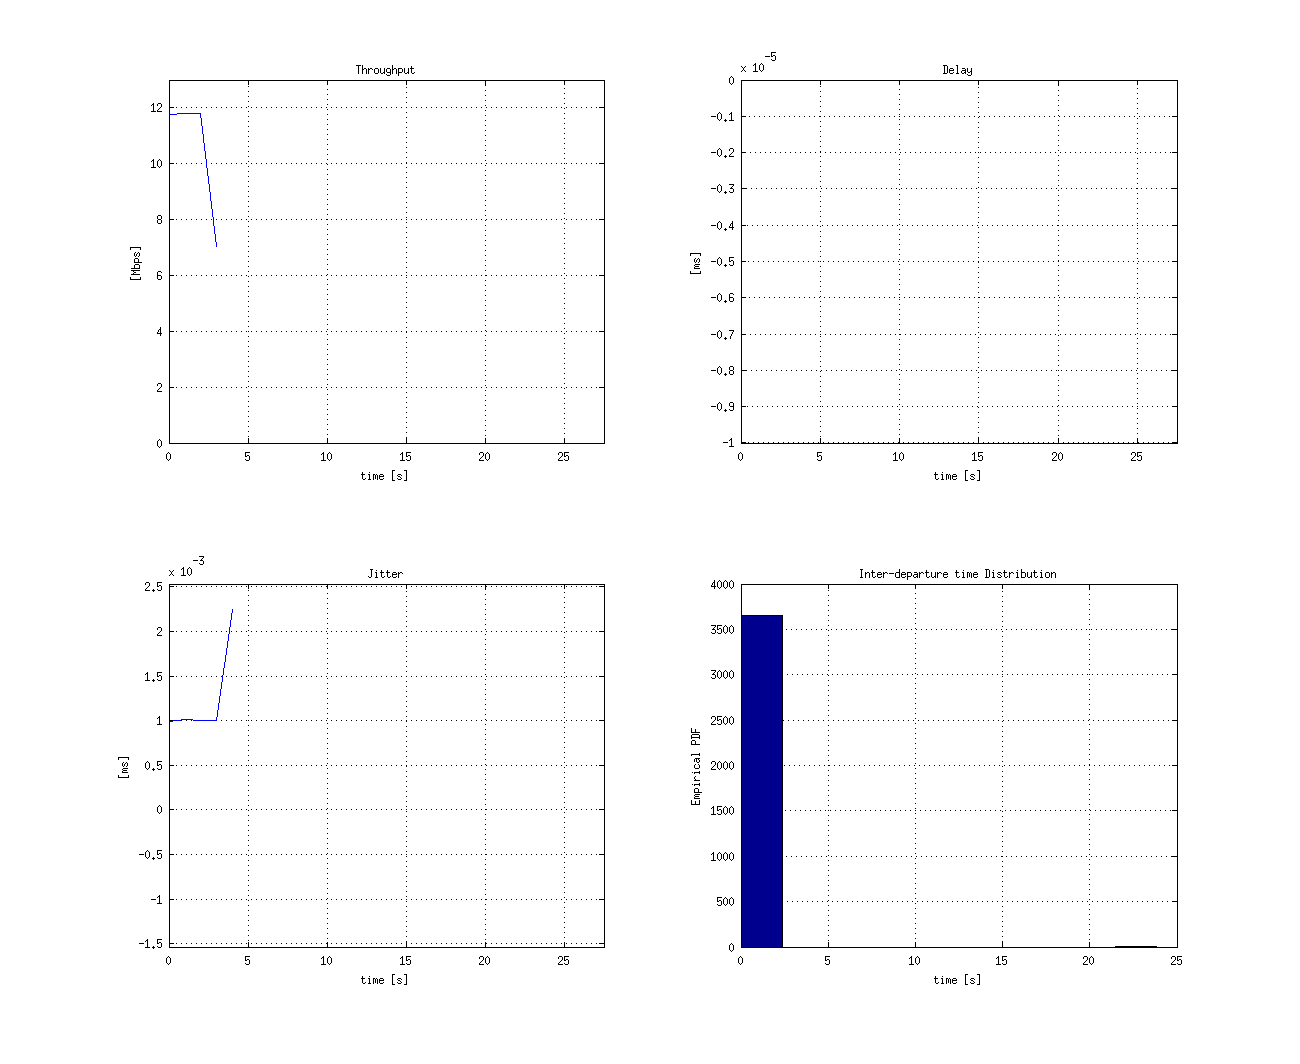 Throughput
12
10
8
6
4
2
0
[Mbps]
0 5 10 15 20 25
time [s]
x 10 -5
Delay
0
-0.1
-0.2
-0.3
-0.4
-0.5
-0.6
-0.7
-0.8
-0.9
-1
[ms]
0 5 10 15 20 25
time [s]
x 10 -3
Jitter
2.5
2
1.5
1
0.5
0
-0.5
-1
-1.5
[ms]
0 5 10 15 20 25
time [s]
Inter-departure time Distribution
4000
3500
3000
2500
2000
1500
1000
500
0
Empirical PDF
0 5 10 15 20 25
time [s]